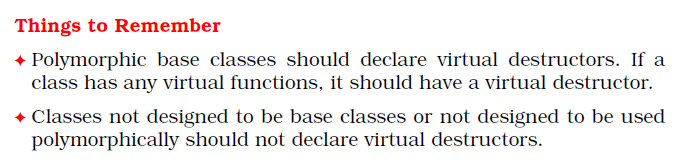 Things to Remember
✦ Polymorphic base classes should declare virtual destructors. If a
class has any virtual functions, it should have a virtual destructor.
✦ Classes not designed to be base classes or not designed to be used
polymorphically should not declare virtual destructors.